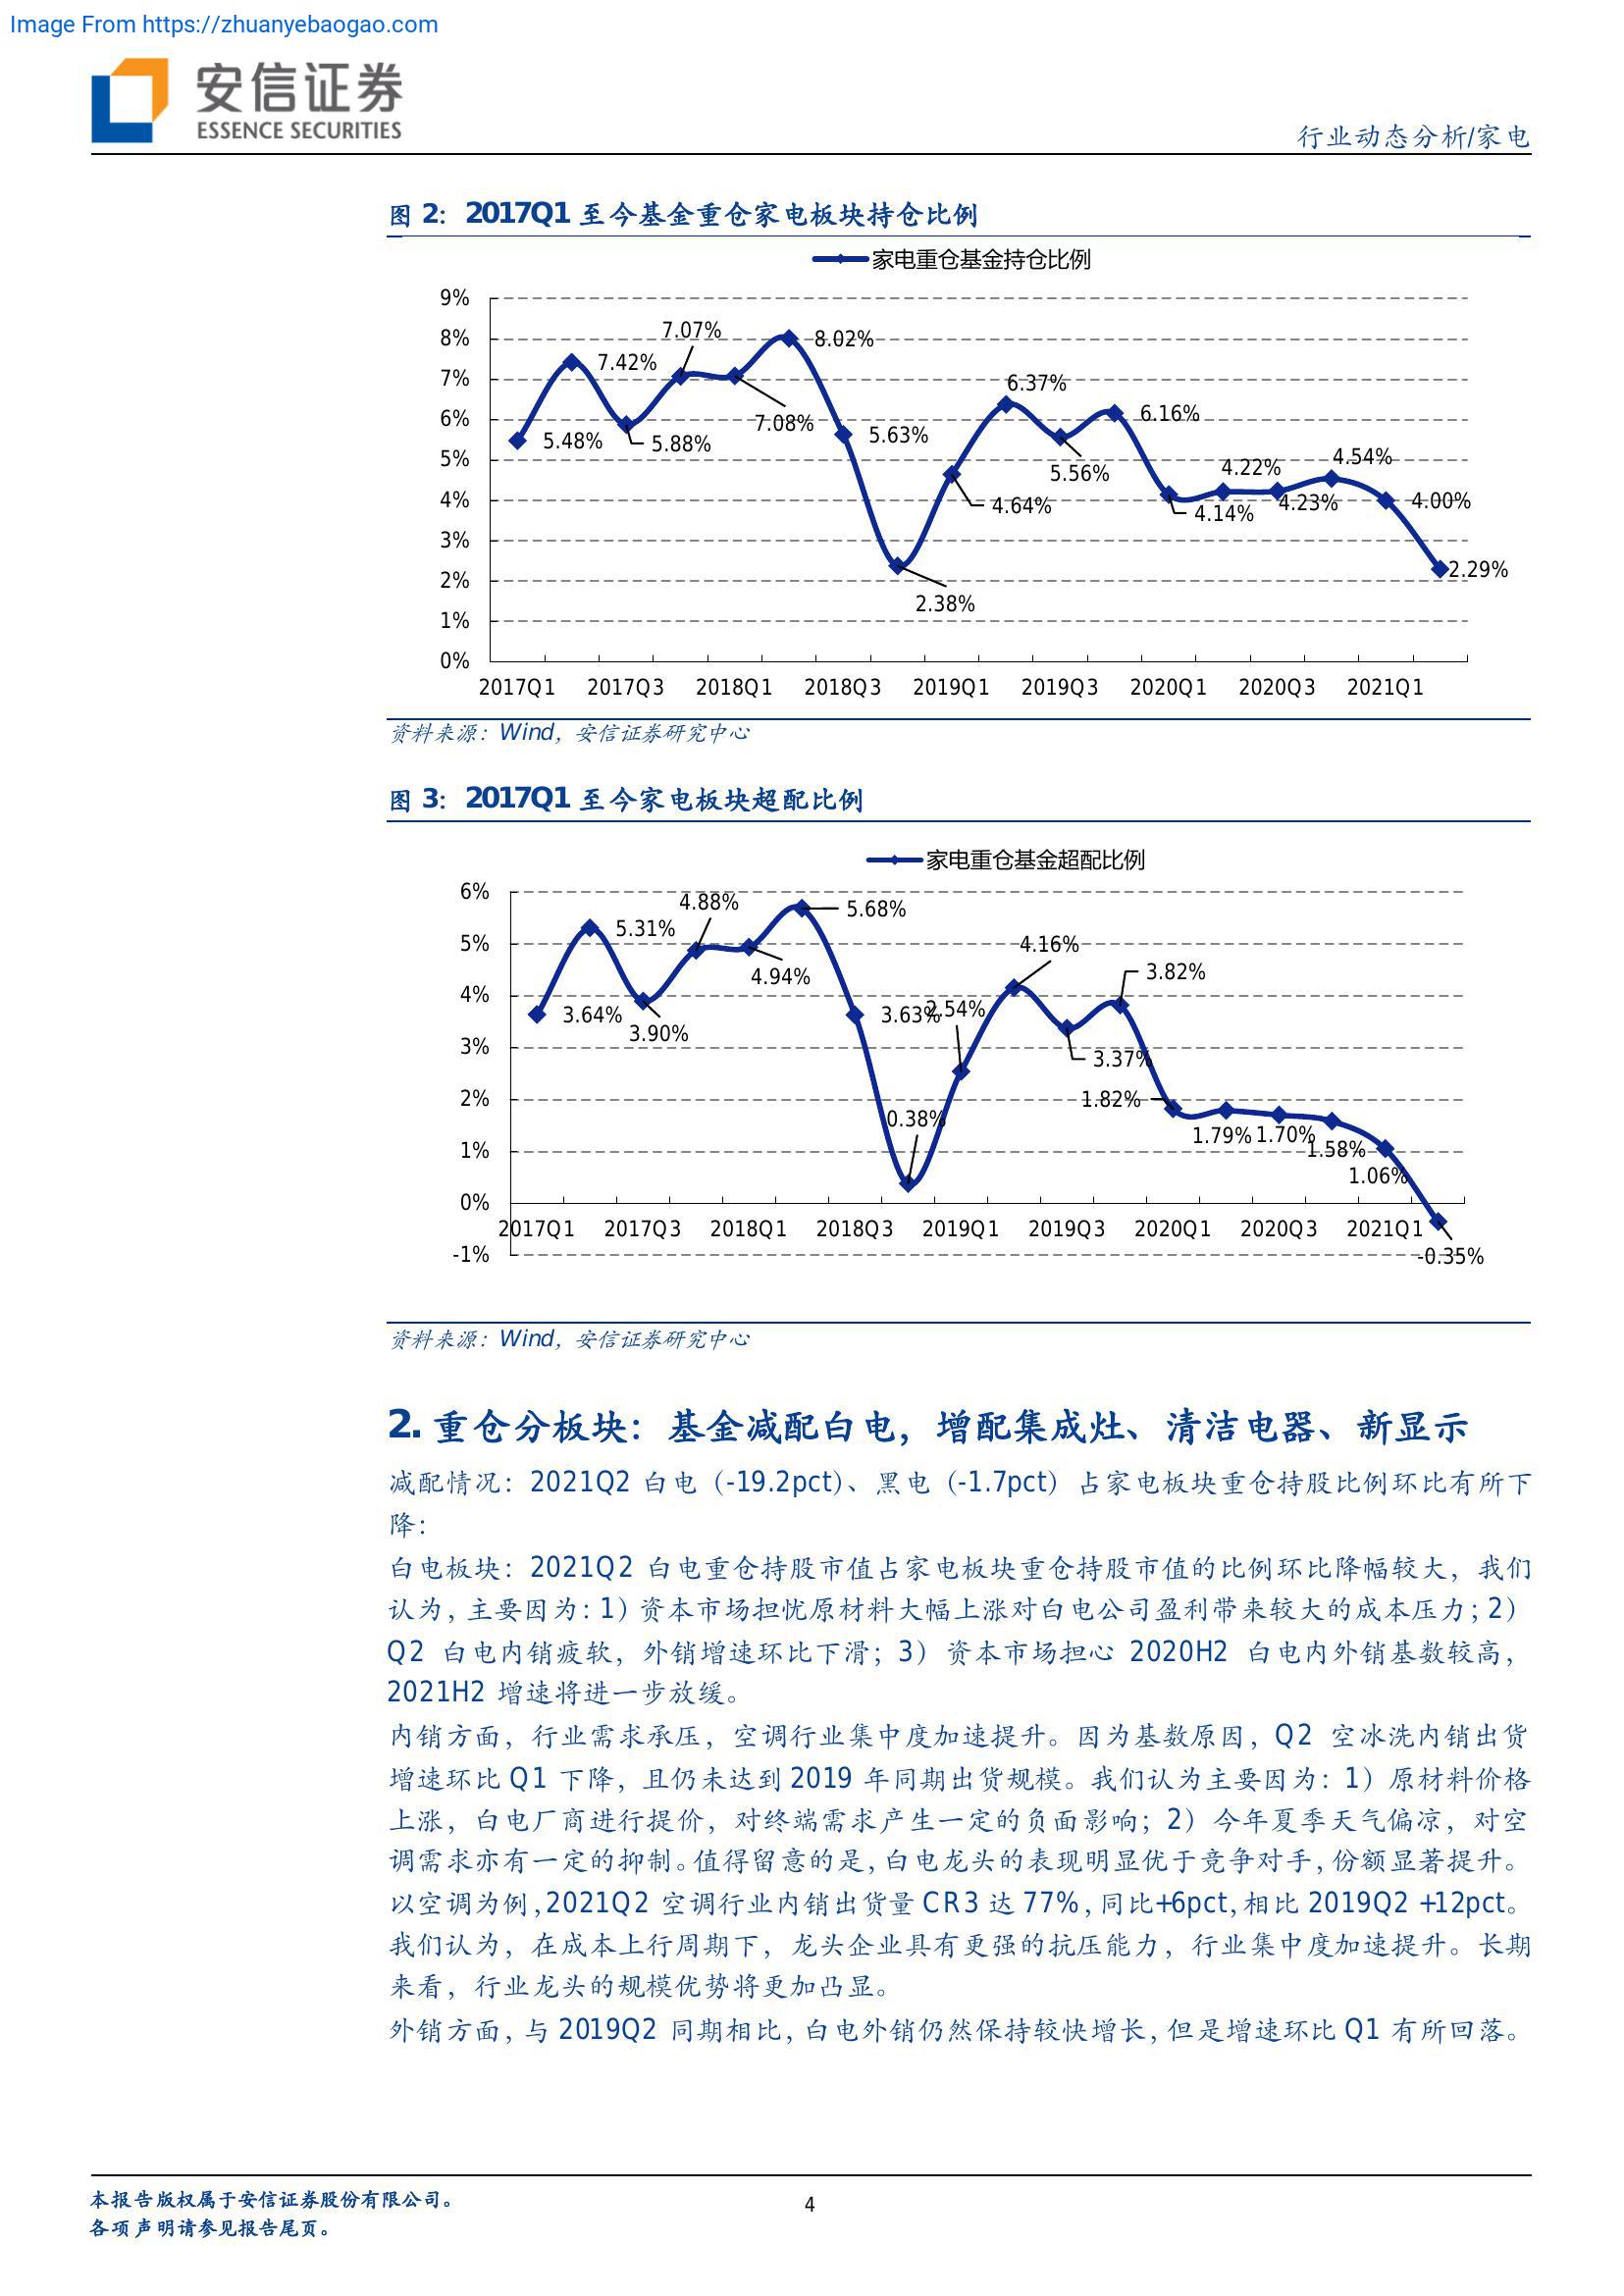 Image From https://zhuanyebaogao.com
安信证券
ESSENCE SECURITIES
行业动态分析/家电
图 2：2017Q1 至今基金重仓家电板块持仓比例
家电重仓基金持仓比例
9%
8%
7%
6%
5%
4%
3%
2%
1%
0%
5.48%
7.42%
5.88%
7.07%
7.08%
8.02%
5.63%
2.38%
4.64%
6.37%
5.56%
6.16%
4.14%
4.22%
4.23%
4.54%
4.00%
2.29%
2017Q1 2017Q3 2018Q1 2018Q3 2019Q1 2019Q3 2020Q1 2020Q3 2021Q1
资料来源：Wind，安信证券研究中心
图 3：2017Q1 至今家电板块超配比例
家电重仓基金超配比例
6%
5%
4%
3%
2%
1%
0%
-1%
3.64%
5.31%
3.90%
4.88%
4.94%
5.68%
3.63%
0.38%
2.54%
4.16%
3.37%
3.82%
1.82%
1.79%
1.70%
1.58%
1.06%
-0.35%
2017Q1 2017Q3 2018Q1 2018Q3 2019Q1 2019Q3 2020Q1 2020Q3 2021Q1
资料来源：Wind，安信证券研究中心
2. 重仓分板块：基金减配白电，增配集成灶、清洁电器、新显示
减配情况：2021Q2 白电（-19.2pct）、黑电（-1.7pct）占家电板块重仓持股比例环比有所下
降：
白电板块：2021Q2 白电重仓持股市值占家电板块重仓持股市值的比例环比降幅较大，我们
认为，主要因为：1）资本市场担忧原材料大幅上涨对白电公司盈利带来较大的成本压力；2）
Q2 白电内销疲软，外销增速环比下滑；3）资本市场担心 2020H2 白电内外销基数较高，
2021H2 增速将进一步放缓。
内销方面，行业需求承压，空调行业集中度加速提升。因为基数原因，Q2 空冰洗内销出货
增速环比 Q1 下降，且仍未达到 2019 年同期出货规模。我们认为主要因为：1）原材料价格
上涨，白电厂商进行提价，对终端需求产生一定的负面影响；2）今年夏季天气偏凉，对空
调需求亦有一定的抑制。值得留意的是，白电龙头的表现明显优于竞争对手，份额显著提升。
以空调为例，2021Q2 空调行业内销出货量 CR3 达 77%，同比+6pct，相比 2019Q2 +12pct。
我们认为，在成本上行周期下，龙头企业具有更强的抗压能力，行业集中度加速提升。长期
来看，行业龙头的规模优势将更加凸显。
外销方面，与 2019Q2 同期相比，白电外销仍然保持较快增长，但是增速环比 Q1 有所回落。
本报告版权属于安信证券股份有限公司。
各项声明请参见报告尾页。
4